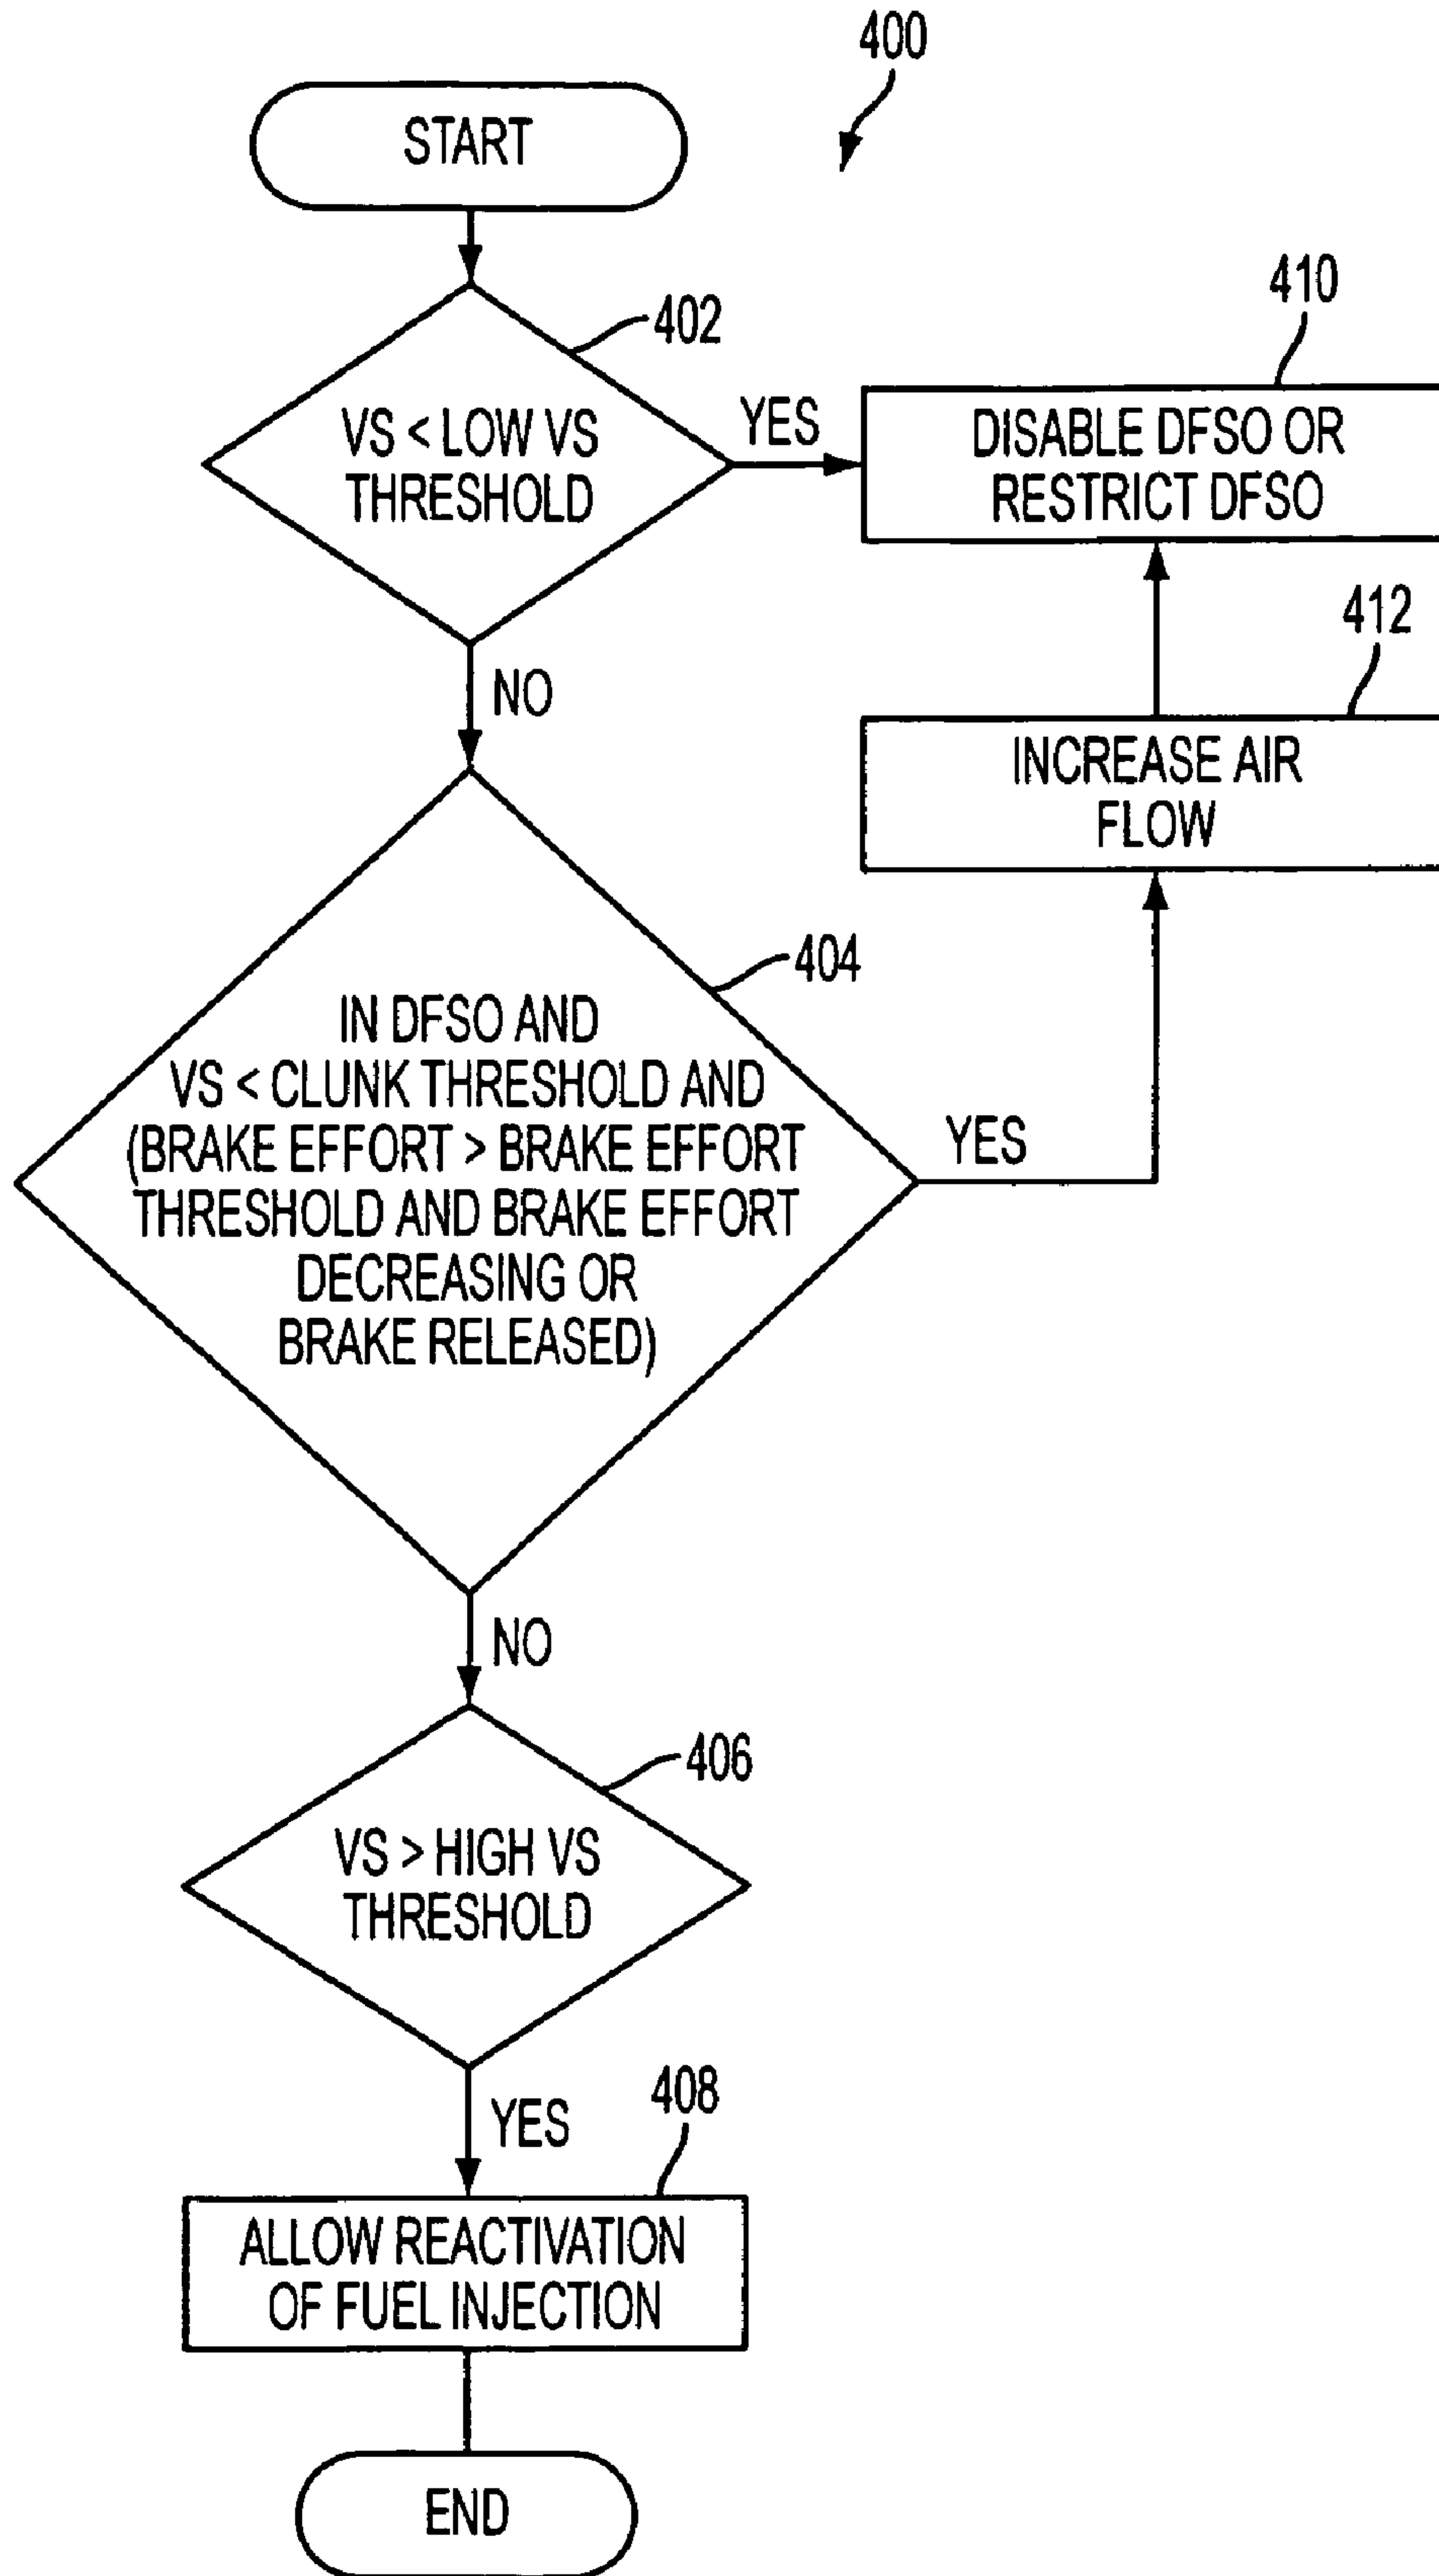 400
START
402
VS < LOW VS
THRESHOLD
YES
410
DISABLE DFSO OR
RESTRICT DFSO
412
INCREASE AIR
FLOW
NO
404
IN DFSO AND
VS < CLUNK THRESHOLD AND
(BRAKE EFFORT > BRAKE EFFORT
THRESHOLD AND BRAKE EFFORT
DECREASING OR
BRAKE RELEASED)
YES
NO
406
VS > HIGH VS
THRESHOLD
YES
408
ALLOW REACTIVATION
OF FUEL INJECTION
END